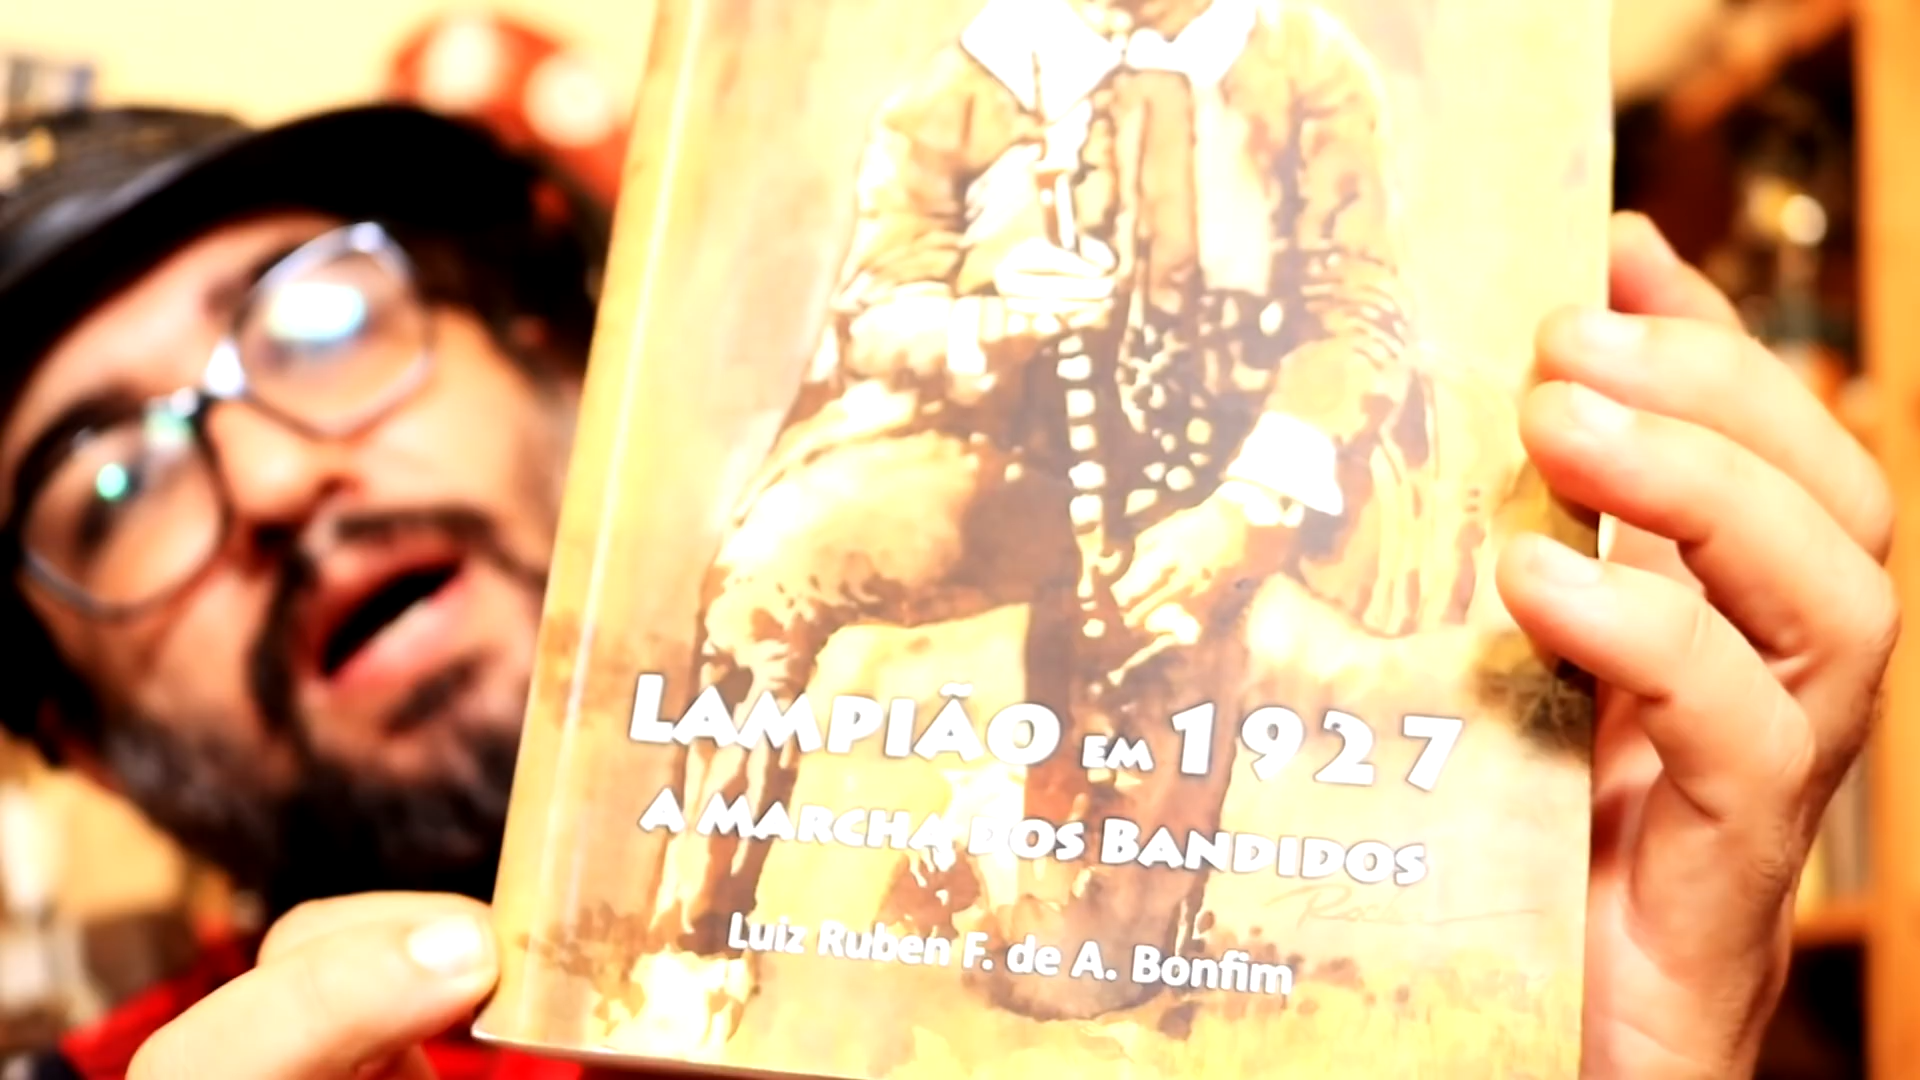 LAMPIÃO EM 1927
A MARCHA DOS BANDIDOS
Luiz Ruben F. de A. Bonfim